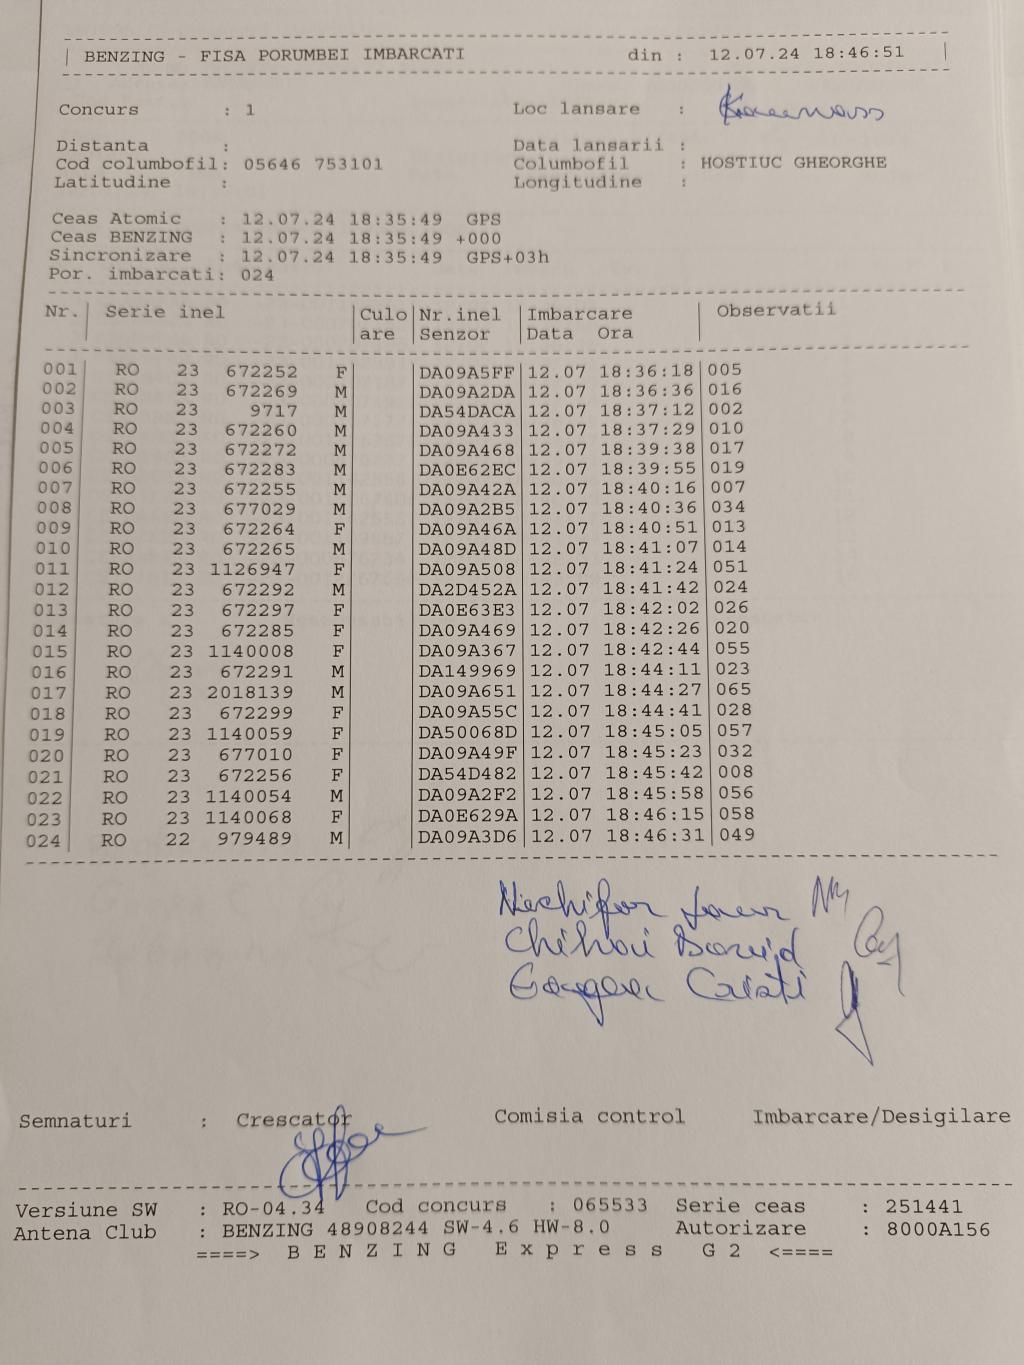 BENZING - FISA PORUMBEI IMBARCATI din : 12.07.24 18:46:51
Concurs : 1 Loc lansare :
Distanta : Data lansarii :
Cod columbofil: 05646 753101 Columbofil : HOSTIUC GHEORGHE
Latitudine : Longitudine :
Ceas Atomic : 12.07.24 18:35:49 GPS
Ceas BENZING : 12.07.24 18:35:49 +000
Sincronizare : 12.07.24 18:35:49 GPS+03h
Por. imbarcati: 024
Nr. Serie inel Culo Nr.inel Imbarcare Observatii
are Senzor Data Ora
001 RO 23 672252 F DA09A5FF 12.07 18:36:18 005
002 RO 23 672269 M DA09A2DA 12.07 18:36:36 016
003 RO 23 9717 M DA54DACA 12.07 18:37:12 002
004 RO 23 672260 M DA09A433 12.07 18:37:29 010
005 RO 23 672272 M DA09A468 12.07 18:39:38 017
006 RO 23 672283 M DA0E62EC 12.07 18:39:55 019
007 RO 23 672255 M DA09A42A 12.07 18:40:16 007
008 RO 23 677029 M DA09A2B5 12.07 18:40:36 034
009 RO 23 672264 F DA09A46A 12.07 18:40:51 013
010 RO 23 672265 M DA09A48D 12.07 18:41:07 014
011 RO 23 1126947 F DA09A508 12.07 18:41:24 051
012 RO 23 672292 M DA2D452A 12.07 18:41:42 024
013 RO 23 672297 F DA0E63E3 12.07 18:42:02 026
014 RO 23 672285 F DA09A469 12.07 18:42:26 020
015 RO 23 1140008 F DA09A367 12.07 18:42:44 055
016 RO 23 672291 M DA149969 12.07 18:44:11 023
017 RO 23 2018139 M DA09A651 12.07 18:44:27 065
018 RO 23 672299 F DA09A55C 12.07 18:44:41 028
019 RO 23 1140059 F DA50068D 12.07 18:45:05 057
020 RO 23 677010 F DA09A49F 12.07 18:45:23 032
021 RO 23 672256 F DA54D482 12.07 18:45:42 008
022 RO 23 1140054 M DA09A2F2 12.07 18:45:58 056
023 RO 23 1140068 F DA0E629A 12.07 18:46:15 058
024 RO 22 979489 M DA09A3D6 12.07 18:46:31 049
Nechifor
David
Cristi
Semnaturi : Crescator Comisia control Imbarcare/Desigilare
Versiune SW : RO-04.34 Cod concurs : 065533 Serie ceas : 251441
Antena Club : BENZING 48908244 SW-4.6 HW-8.0 Autorizare : 8000A156
====> B E N Z I N G E x p r e s s G 2 <====